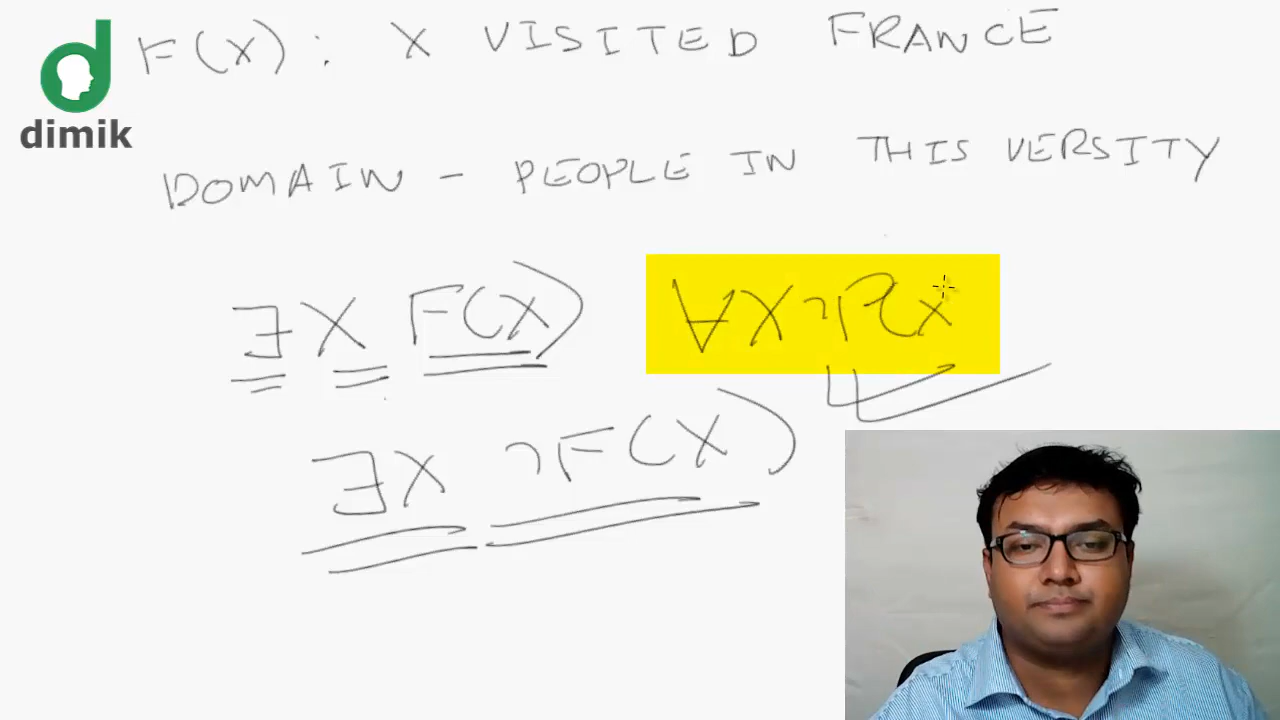 dimik
F(X): X VISITED FRANCE
DOMAIN - PEOPLE IN THIS VERSITY
∃X F(X) ∀X¬P(x
∃X ¬F(X)